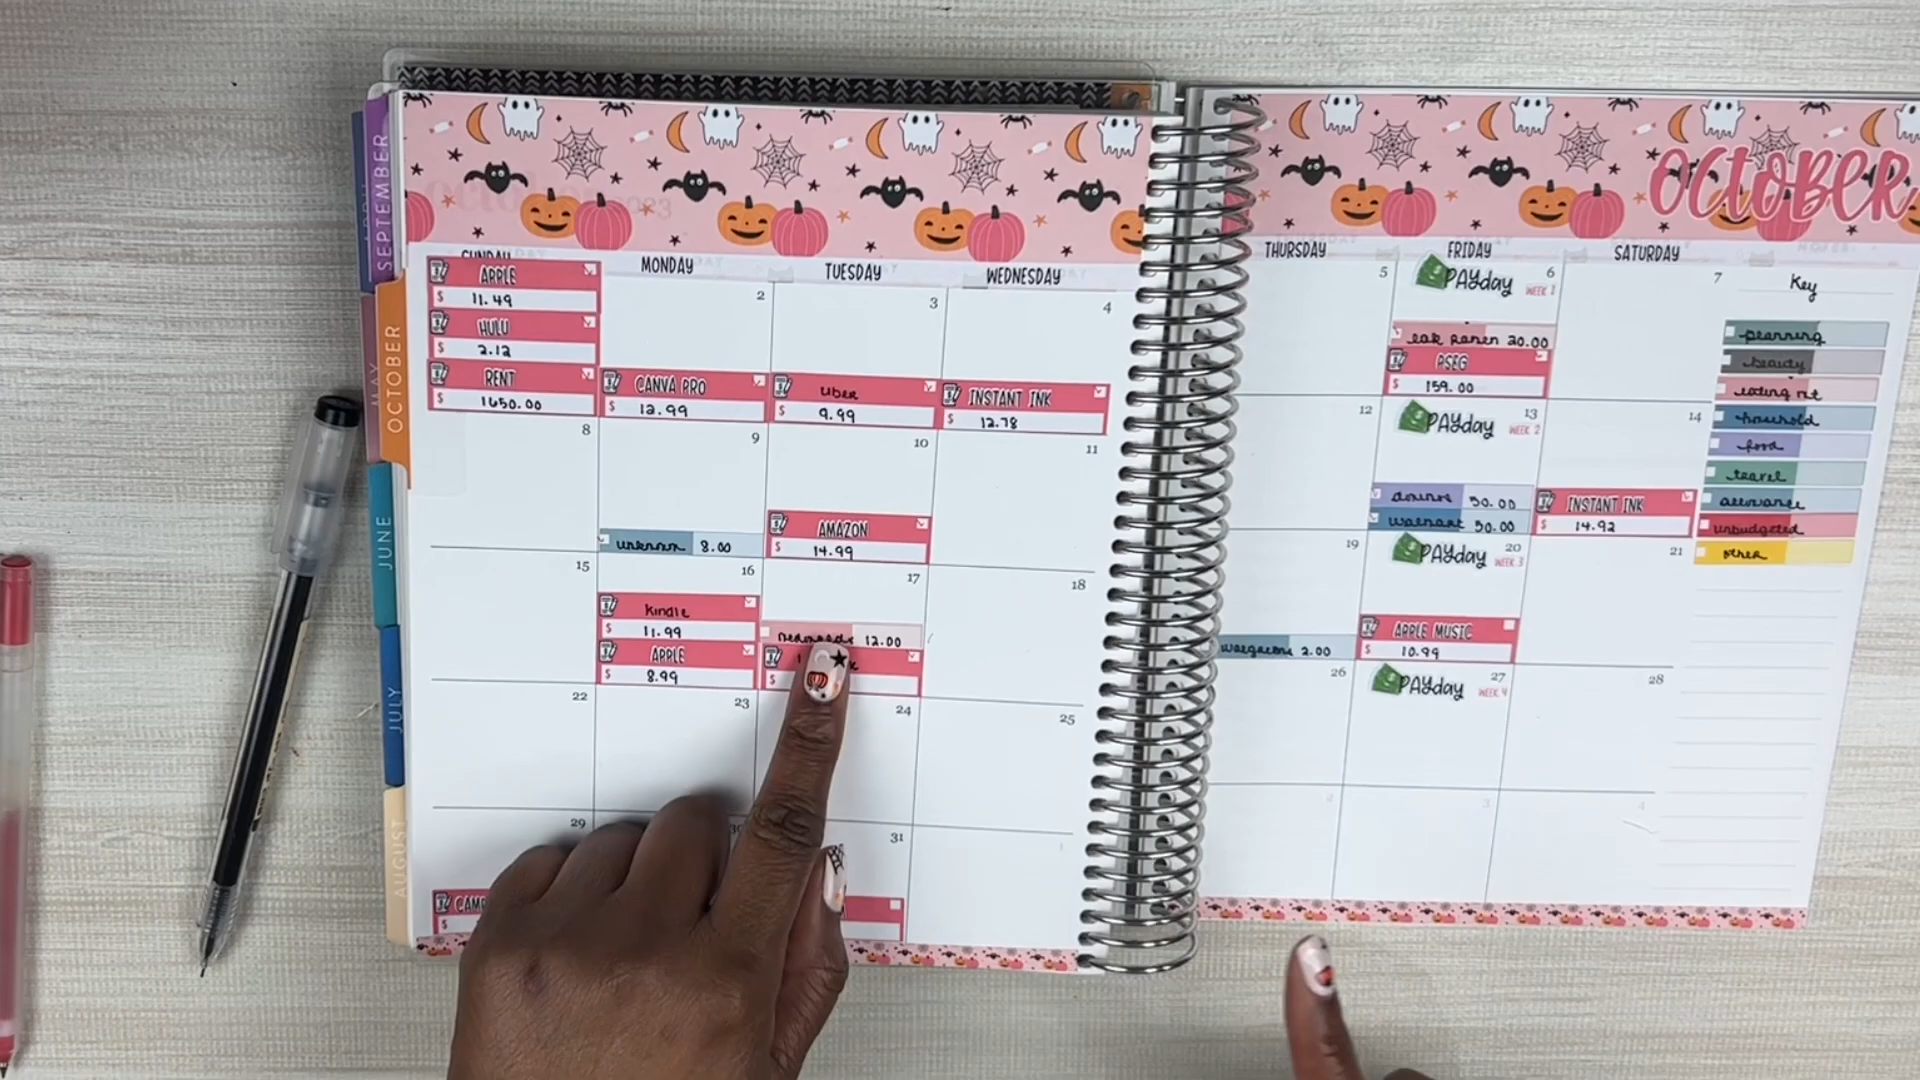 OCTOBER
SEPTEMBER
OCTOBER
MAY
JUNE
JULY
AUGUST
SUNDAY
MONDAY
TUESDAY
WEDNESDAY
THURSDAY
FRIDAY
SATURDAY
APPLE
$ 11.49
HULU
$ 2.12
RENT
$ 1650.00
2
CANVA PRO
$ 12.99
3
Uber
$ 9.99
4
INSTANT INK
$ 12.78
5
6
PAYday WEEK 1
20.00
PSEG
$ 159.00
7
8
9
unknown 8.00
10
AMAZON
$ 14.99
11
12
13
PAYday WEEK 2
50.00
walmart 50.00
14
INSTANT INK
$ 14.92
15
16
Kindle
$ 11.99
APPLE
$ 8.99
17
12.00
$
18
19
walgreens 2.00
20
PAYday WEEK 3
APPLE MUSIC
$ 10.99
21
22
23
24
25
26
27
PAYday WEEK 4
28
29
30
31
$
Key
planning
beauty
eating out
household
food
travel
allowance
unbudgeted
other